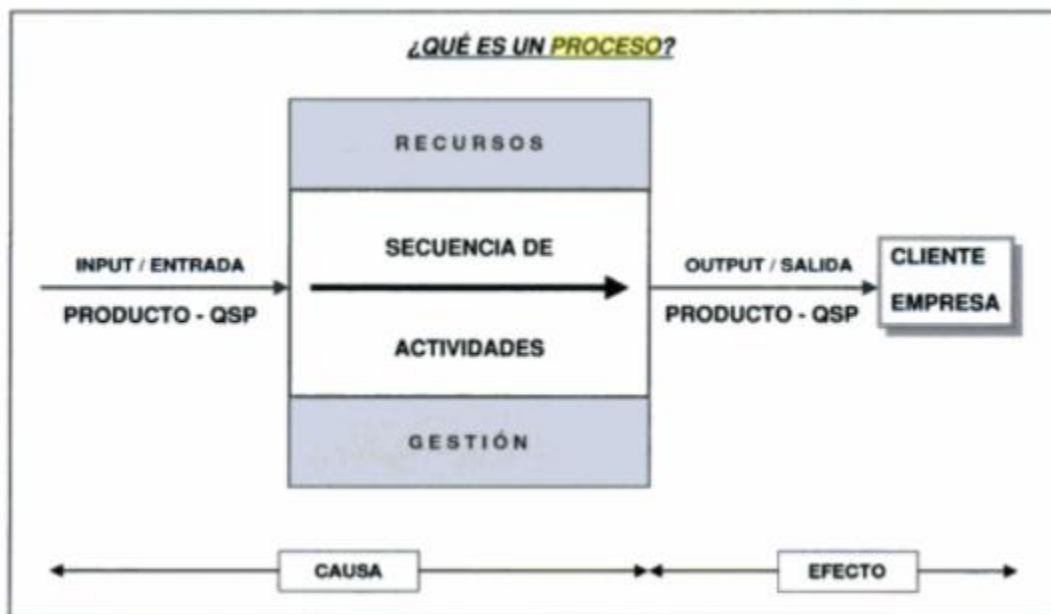 ¿QUÉ ES UN PROCESO?
RECURSOS
INPUT / ENTRADA
PRODUCTO - QSP
SECUENCIA DE
ACTIVIDADES
OUTPUT / SALIDA
PRODUCTO - QSP
CLIENTE
EMPRESA
GESTIÓN
CAUSA
EFECTO